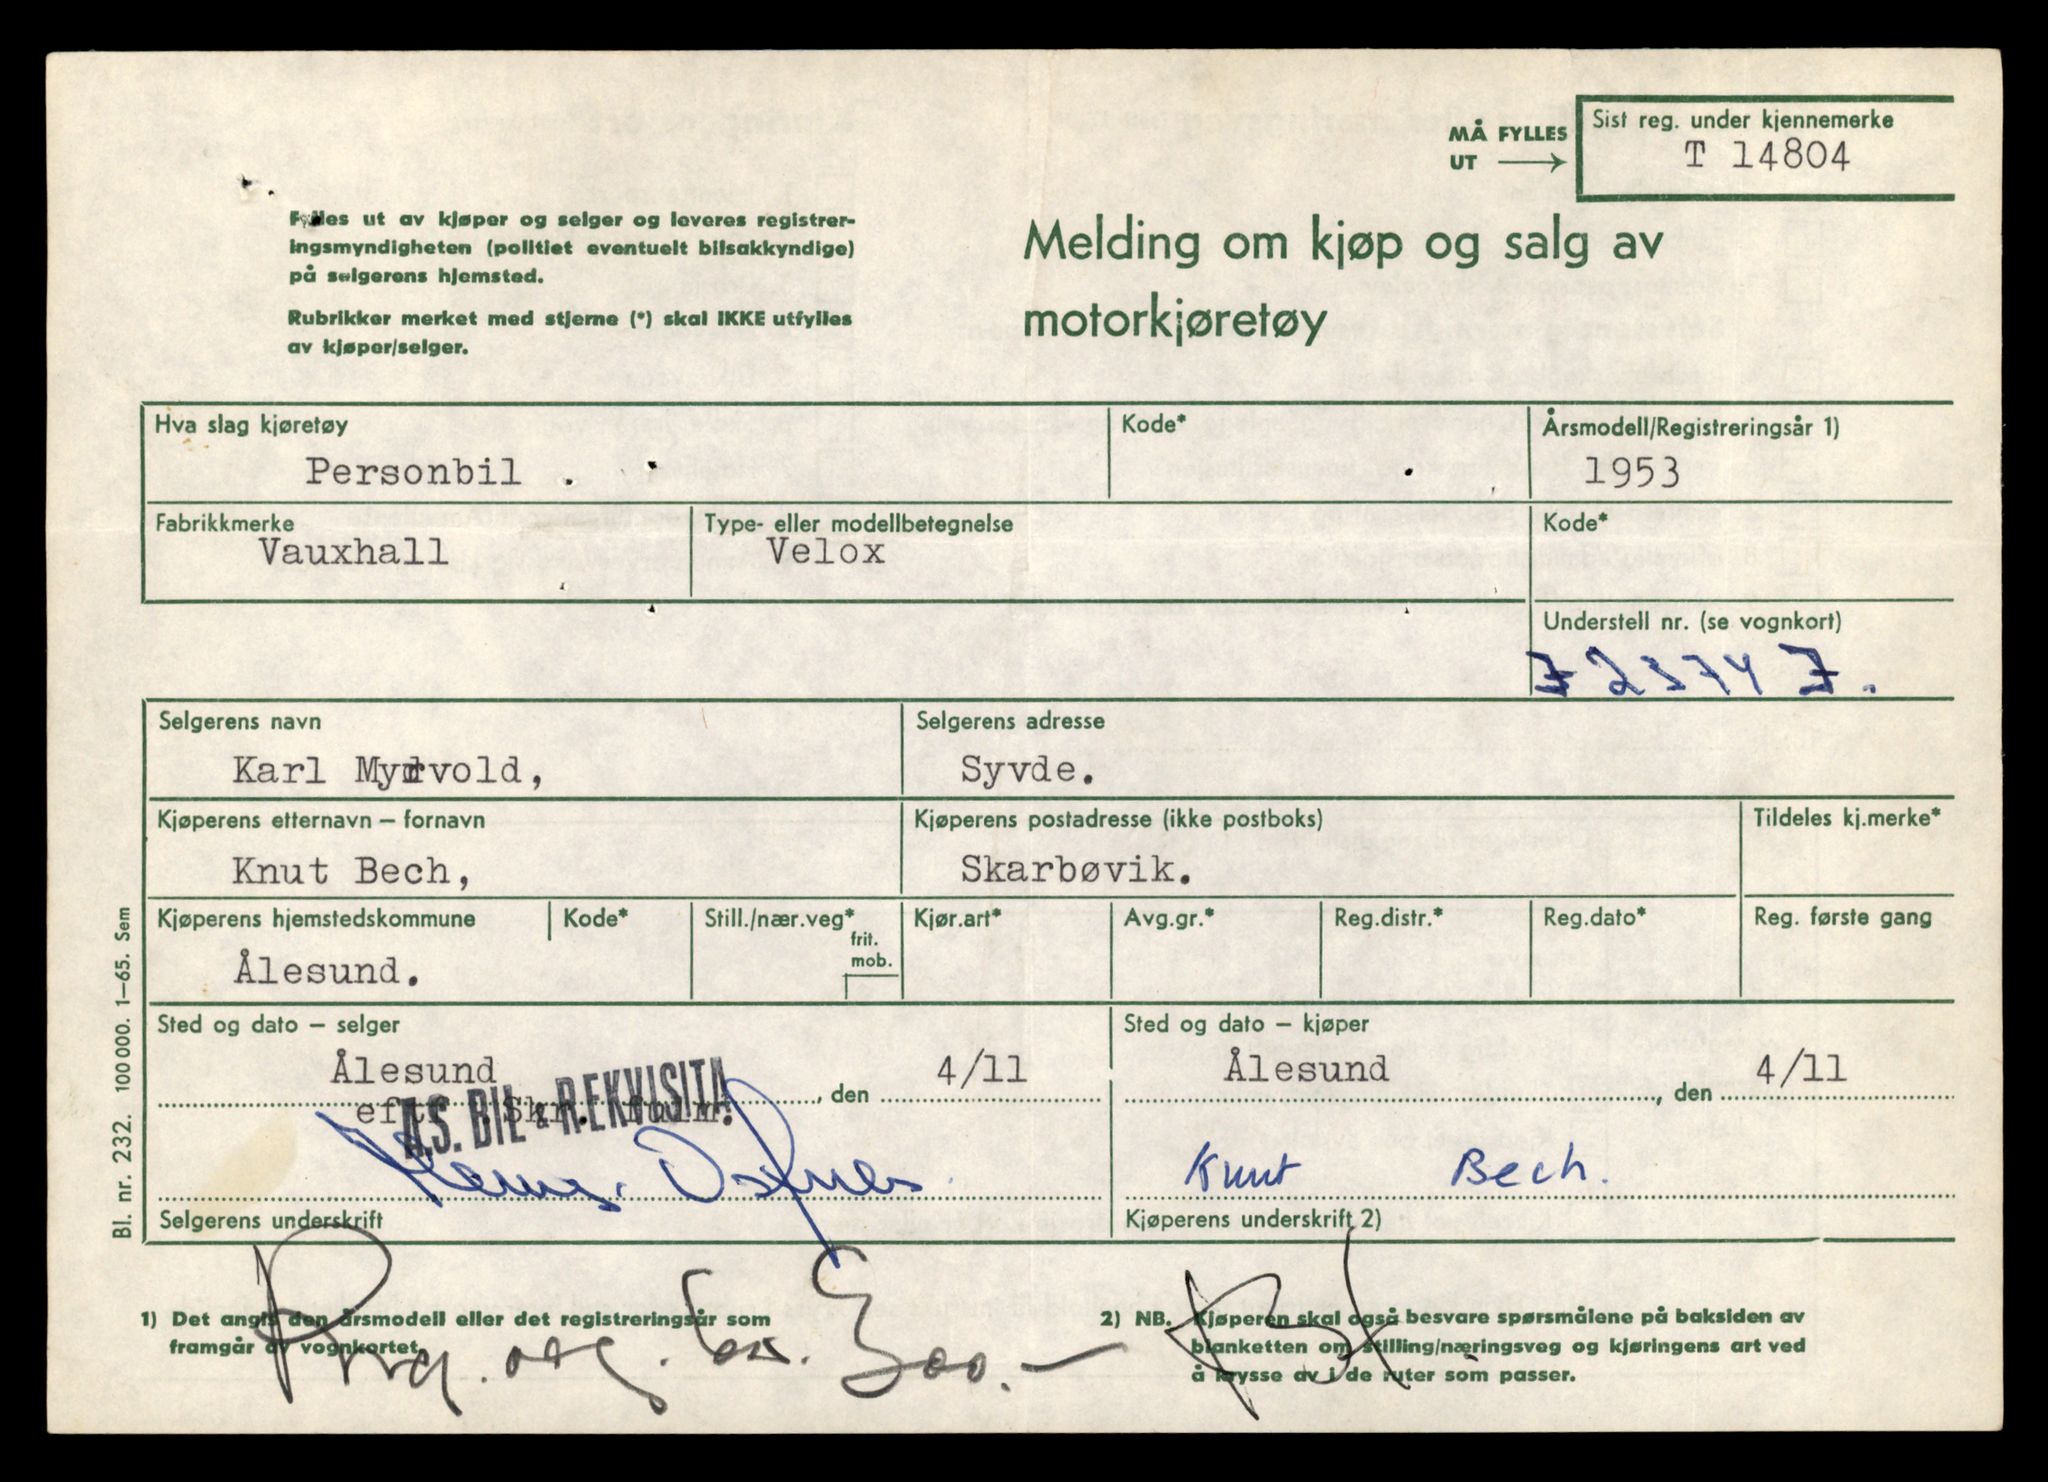 MÅ FYLLES
UT →
Sist reg. under kjennemerke
T 14804
Fylles ut av kjøper og selger og leveres registrer-
ingsmyndigheten (politiet eventuelt bilsakkyndige)
på selgerens hjemsted.
Rubrikker merket med stjerne (*) skal IKKE utfylles
av kjøper/selger.
Melding om kjøp og salg av
motorkjøretøy
Hva slag kjøretøy
Personbil .
Kode*
Årsmodell/Registreringsår 1)
1953
Fabrikkmerke
Vauxhall
Type- eller modellbetegnelse
Velox
Kode*
Understell nr. (se vognkort)
Selgerens navn
Karl Myrvold,
Selgerens adresse
Syvde.
Kjøperens etternavn – fornavn
Knut Bech,
Kjøperens postadresse (ikke postboks)
Skarbøvik.
Tildeles kj.merke*
Kjøperens hjemstedskommune
Ålesund.
Kode*
Still./nær.veg*
frit.
mob.
Kjør.art*
Avg.gr.*
Reg.distr.*
Reg.dato*
Reg. første gang
Sted og dato – selger
Ålesund , den 4/11
Sted og dato – kjøper
Ålesund , den 4/11
A.S. BIL & REKVISITA
Knut Bech.
Selgerens underskrift
Kjøperens underskrift 2)
1) Det angis den årsmodell eller det registreringsår som
framgår av vognkortet.
2) NB. Kjøperen skal også besvare spørsmålene på baksiden av
blanketten om stilling/næringsveg og kjøringens art ved
å krysse av i de ruter som passer.
Bl. nr. 232. 100 000. 1–65. Sem